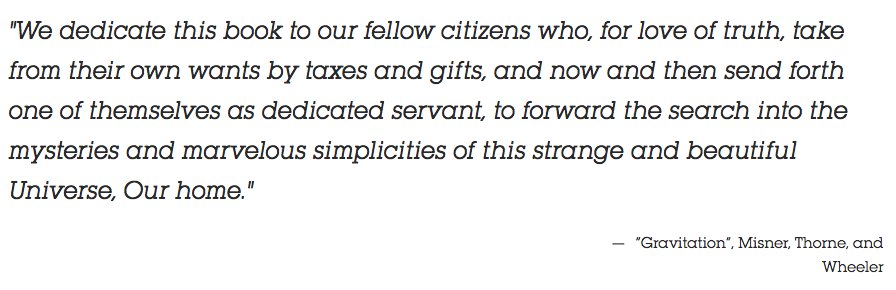 "We dedicate this book to our fellow citizens who, for love of truth, take
from their own wants by taxes and gifts, and now and then send forth
one of themselves as dedicated servant, to forward the search into the
mysteries and marvelous simplicities of this strange and beautiful
Universe, Our home."
— "Gravitation", Misner, Thorne, and
Wheeler